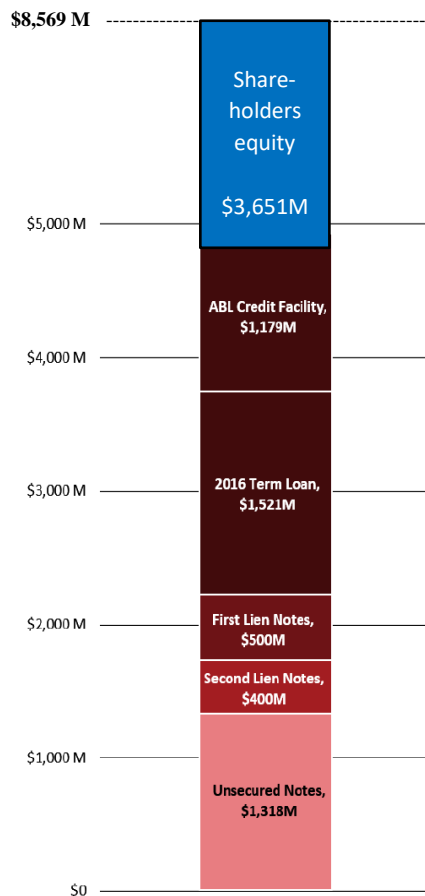 $8,569 M
Share-
holders
equity
$3,651M
$5,000 M
ABL Credit Facility,
$1,179M
$4,000 M
2016 Term Loan,
$1,521M
$3,000 M
First Lien Notes,
$500M
$2,000 M
Second Lien Notes,
$400M
$1,000 M
Unsecured Notes,
$1,318M
$0